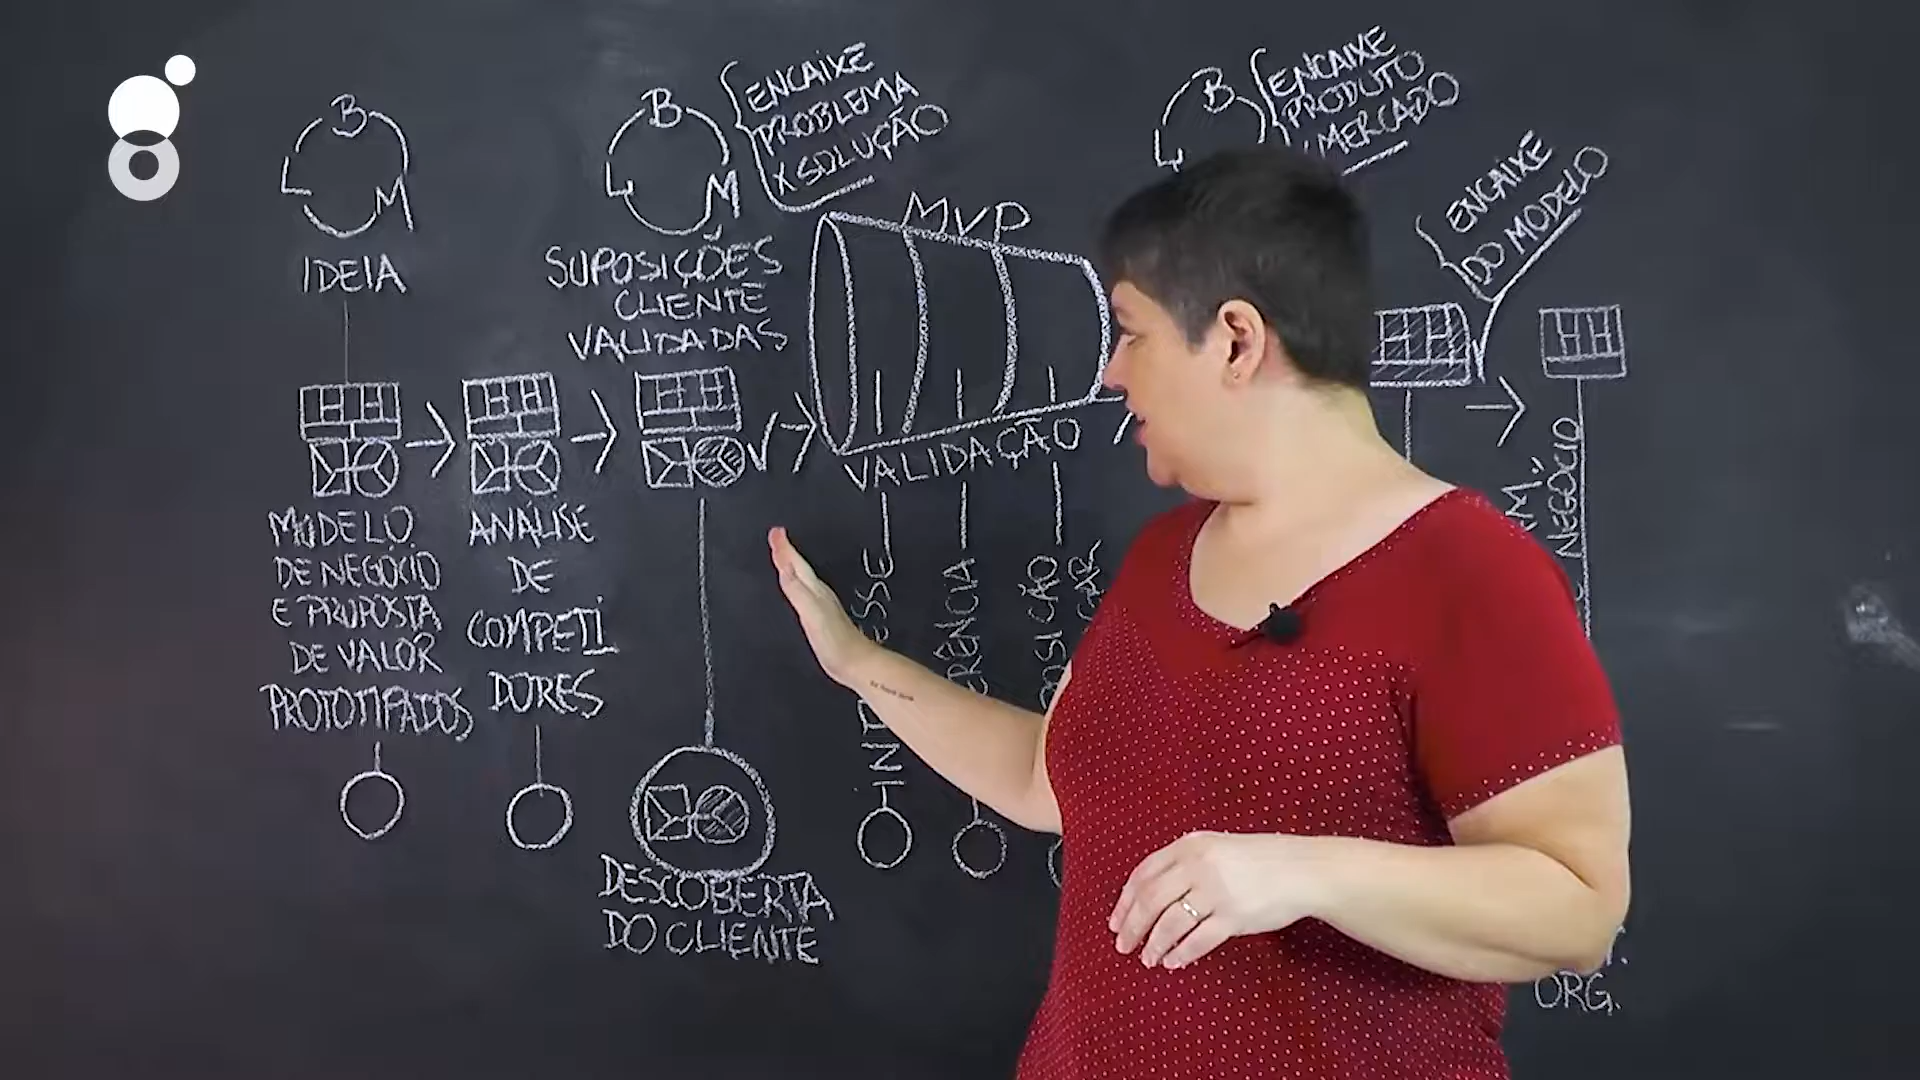 B
L
M
IDEIA
MODELO
DE NEGÓCIO
E PROPOSTA
DE VALOR
PROTOTIPADOS
ANÁLISE
DE
COMPETI
DORES
B
L
M
ENCAIXE
PROBLEMA
X SOLUÇÃO
SUPOSIÇÕES
CLIENTE
VALIDADAS
DESCOBERTA
DO CLIENTE
MVP
VALIDAÇÃO
B
L
ENCAIXE
PRODUTO
MERCADO
ENCAIXE
DO MODELO
NEGÓCIO
ORG.